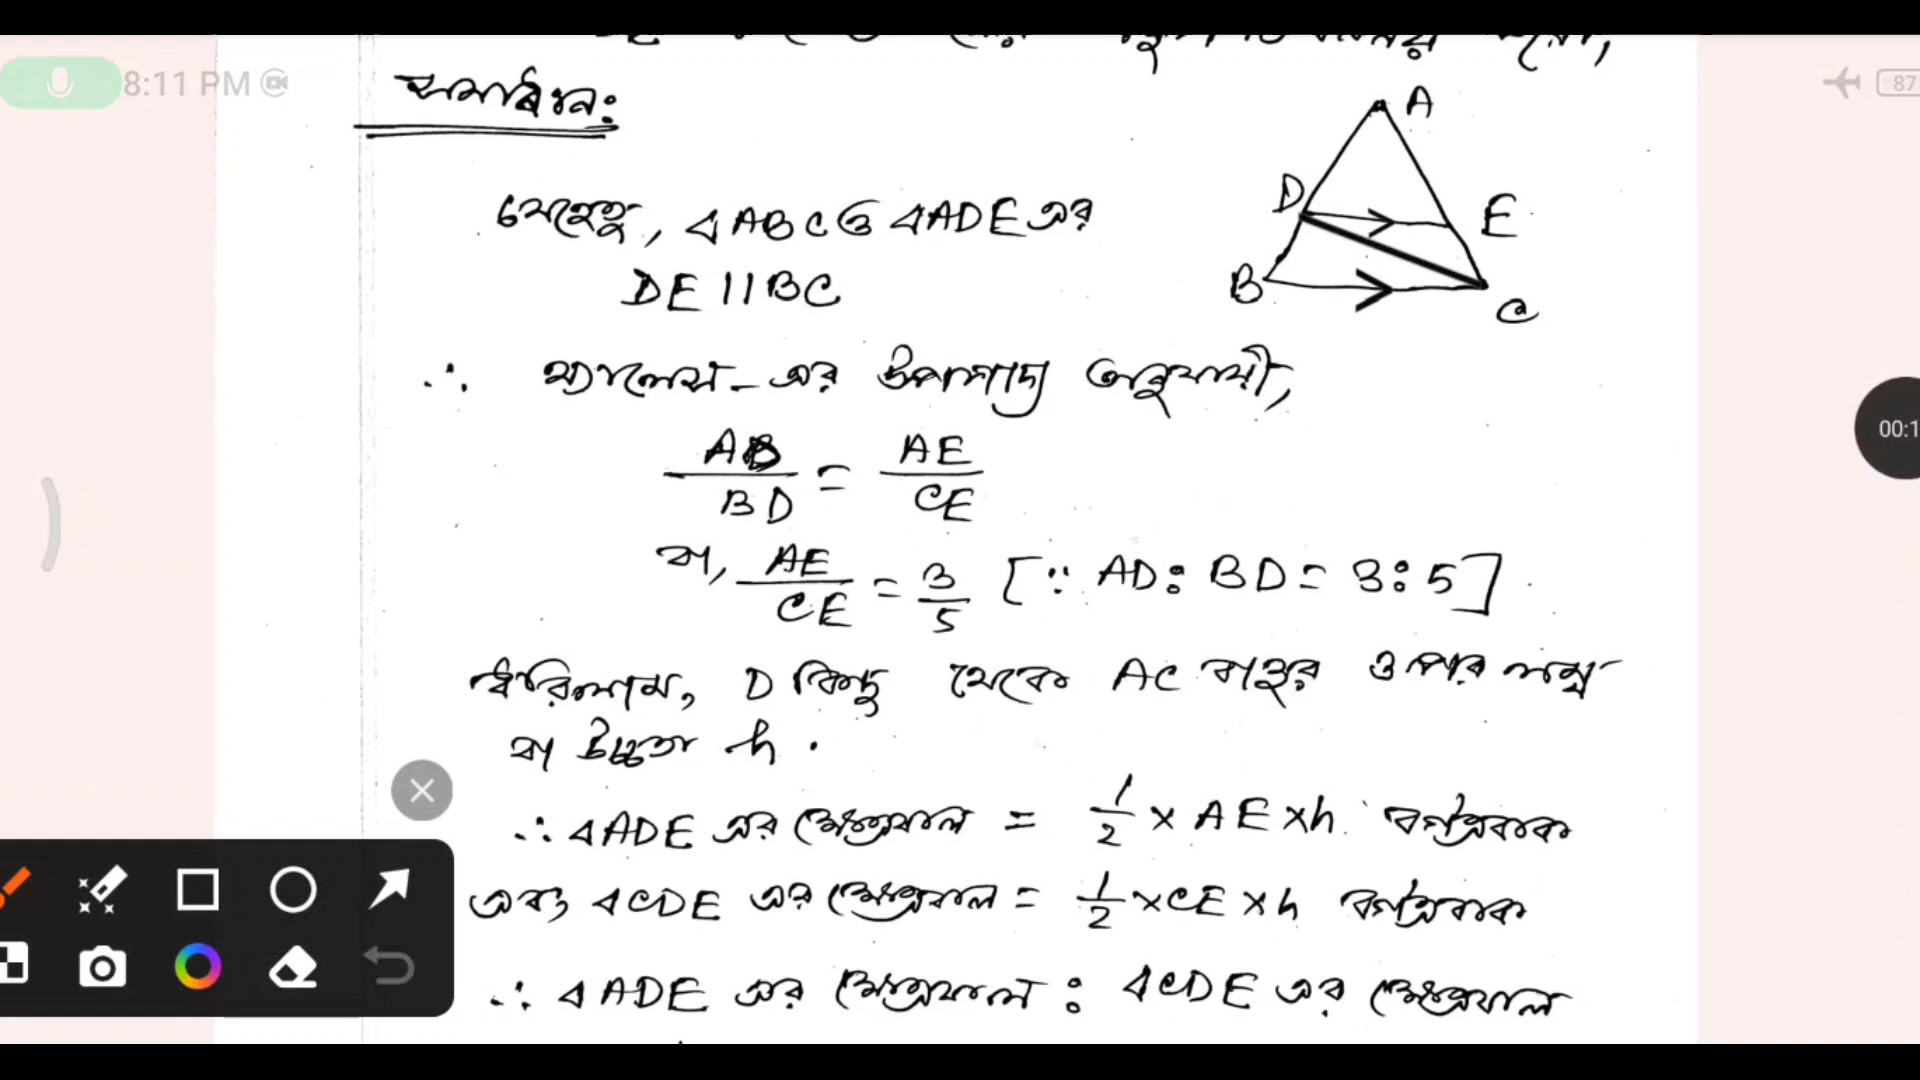 8:11 PM
87
সমাধান:
A
D
E
B
C
যেহেতু, △ABC ও △ADE এর
DE || BC
∴ থ্যালেস-এর উপপাদ্য অনুযায়ী,
AB/BD = AE/CE
বা, AE/CE = 3/5 [∵ AD: BD = 3:5]
ধরিলাম, D বিন্দু থেকে AC বাহুর ওপর লম্ব
বা উচ্চতা h.
∴ △ADE এর ক্ষেত্রফল = 1/2 × AE × h. বর্গএকক
এবং △CDE এর ক্ষেত্রফল = 1/2 × CE × h বর্গএকক
∴ △ADE এর ক্ষেত্রফল : △CDE এর ক্ষেত্রফল
00:1